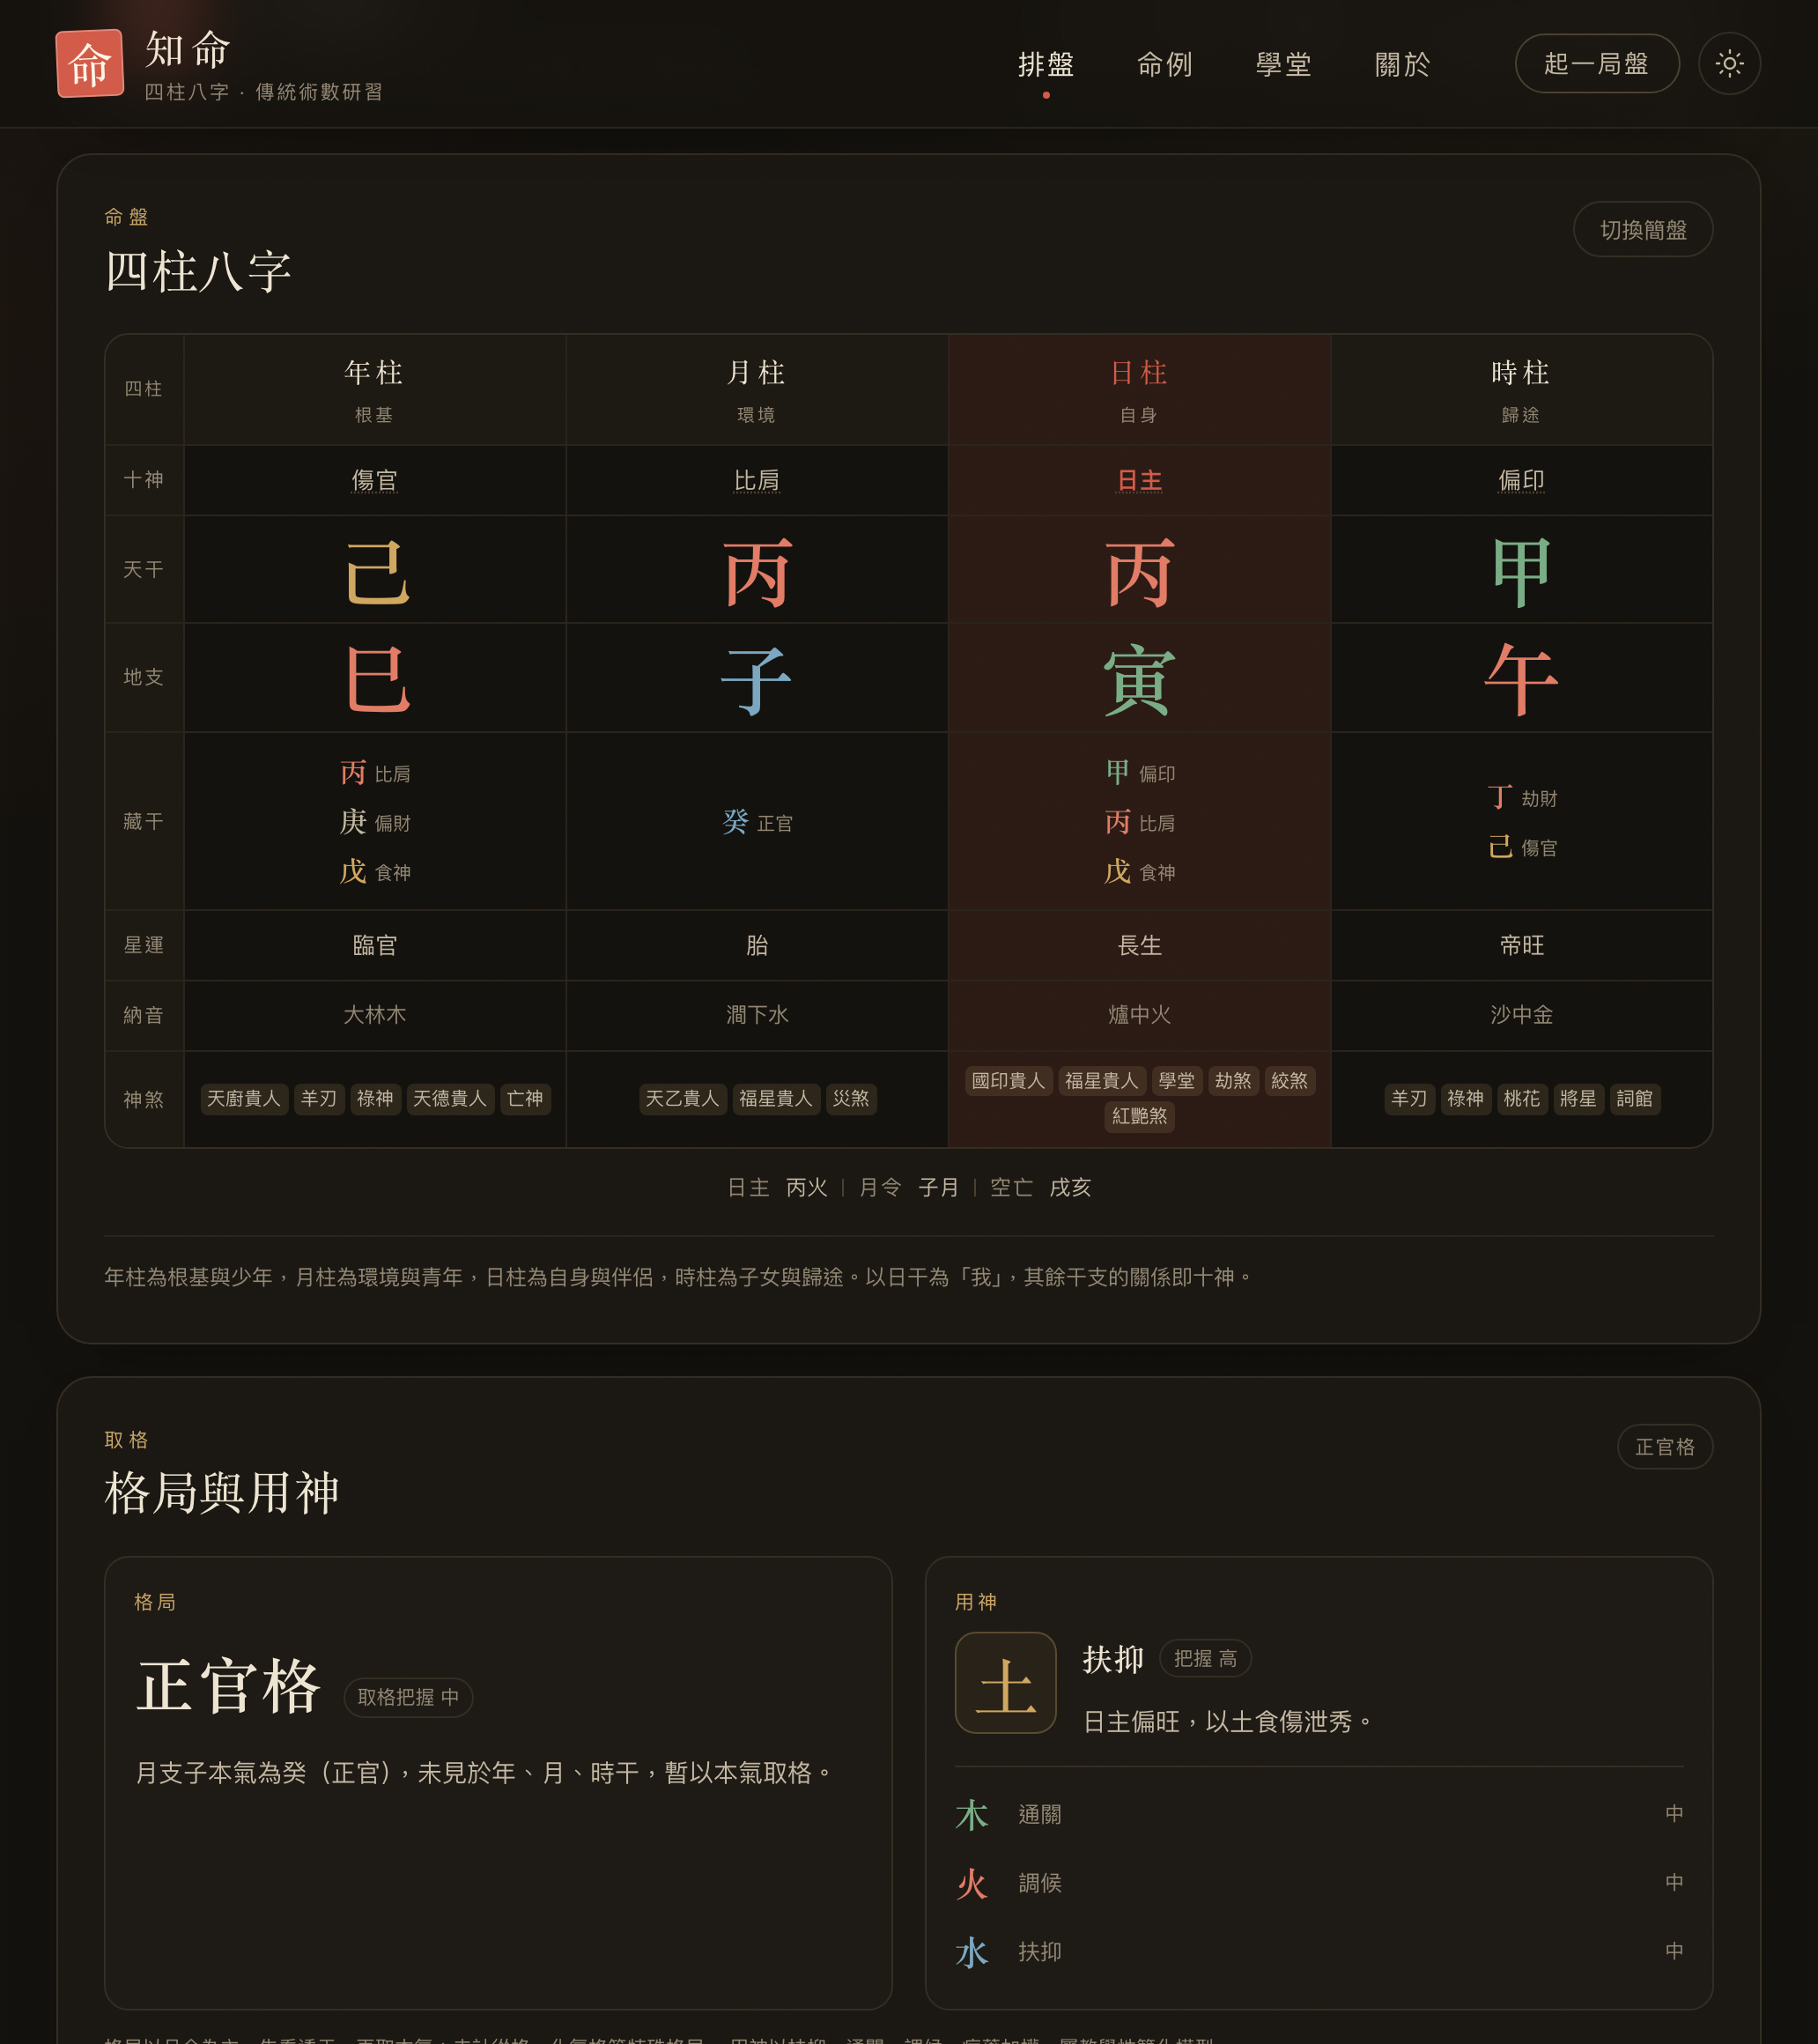 命
知命
四柱八字 · 傳統術數研習
排盤 命例 學堂 關於 起一局盤
命盤
四柱八字
切換簡盤
四柱 年柱 月柱 日柱 時柱
根基 環境 自身 歸途
十神 傷官 比肩 日主 偏印
天干 己 丙 丙 甲
地支 巳 子 寅 午
藏干 丙 比肩 庚 偏財 戊 食神 癸 正官 甲 偏印 丙 比肩 戊 食神 丁 劫財 己 傷官
星運 臨官 胎 長生 帝旺
納音 大林木 澗下水 爐中火 沙中金
神煞 天廚貴人 羊刃 祿神 天德貴人 亡神 天乙貴人 福星貴人 災煞 國印貴人 福星貴人 學堂 劫煞 絞煞 紅艷煞 羊刃 祿神 桃花 將星 詞館
日主 丙火 | 月令 子月 | 空亡 戌亥
年柱為根基與少年，月柱為環境與青年，日柱為自身與伴侶，時柱為子女與歸途。以日干為「我」，其餘干支的關係即十神。
取格
格局與用神
正官格
格局
正官格 取格把握 中
月支子本氣為癸（正官），未見於年、月、時干，暫以本氣取格。
用神
土
扶抑 把握 高
日主偏旺，以土食傷泄秀。
木 通關 中
火 調候 中
水 扶抑 中